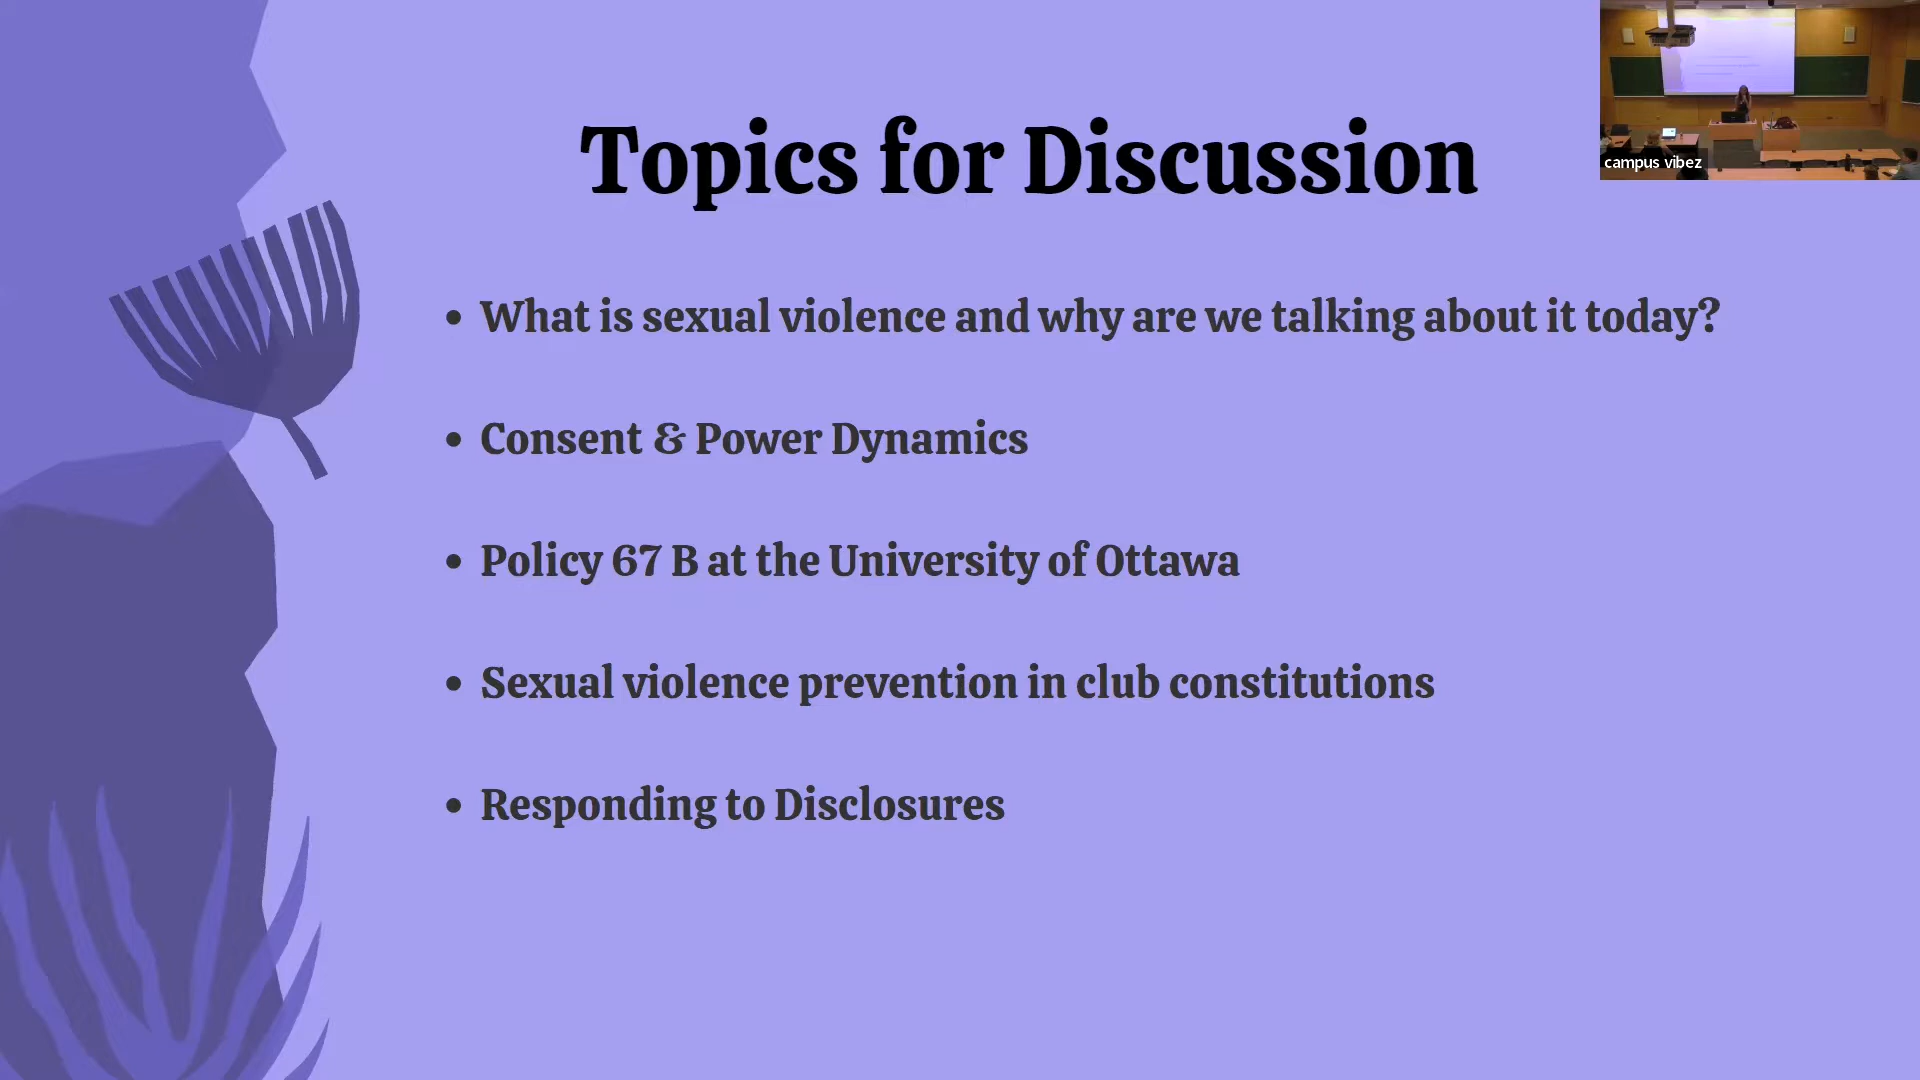 Topics for Discussion
campus vibez
• What is sexual violence and why are we talking about it today?
• Consent & Power Dynamics
• Policy 67 B at the University of Ottawa
• Sexual violence prevention in club constitutions
• Responding to Disclosures